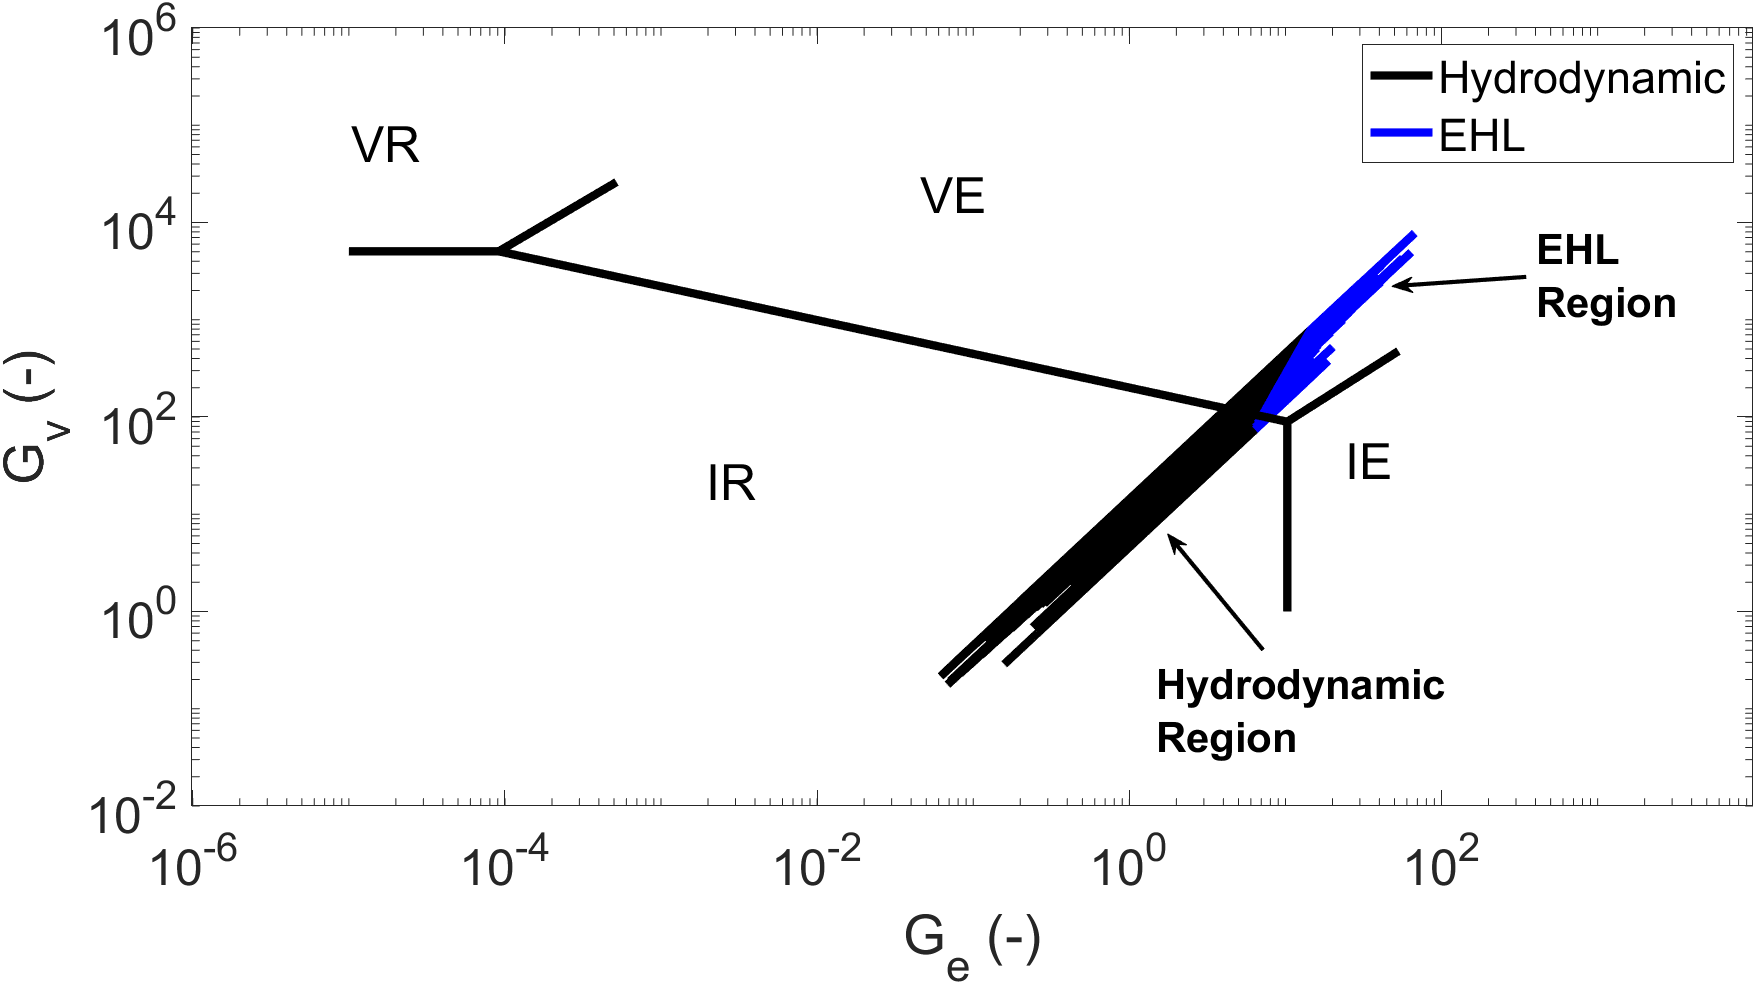 10^6
Hydrodynamic
EHL
VR
VE
10^4
EHL
Region
G_v (-)
10^2
IE
IR
10^0
Hydrodynamic
Region
10^-2
10^-6
10^-4
10^-2
10^0
10^2
G_e (-)